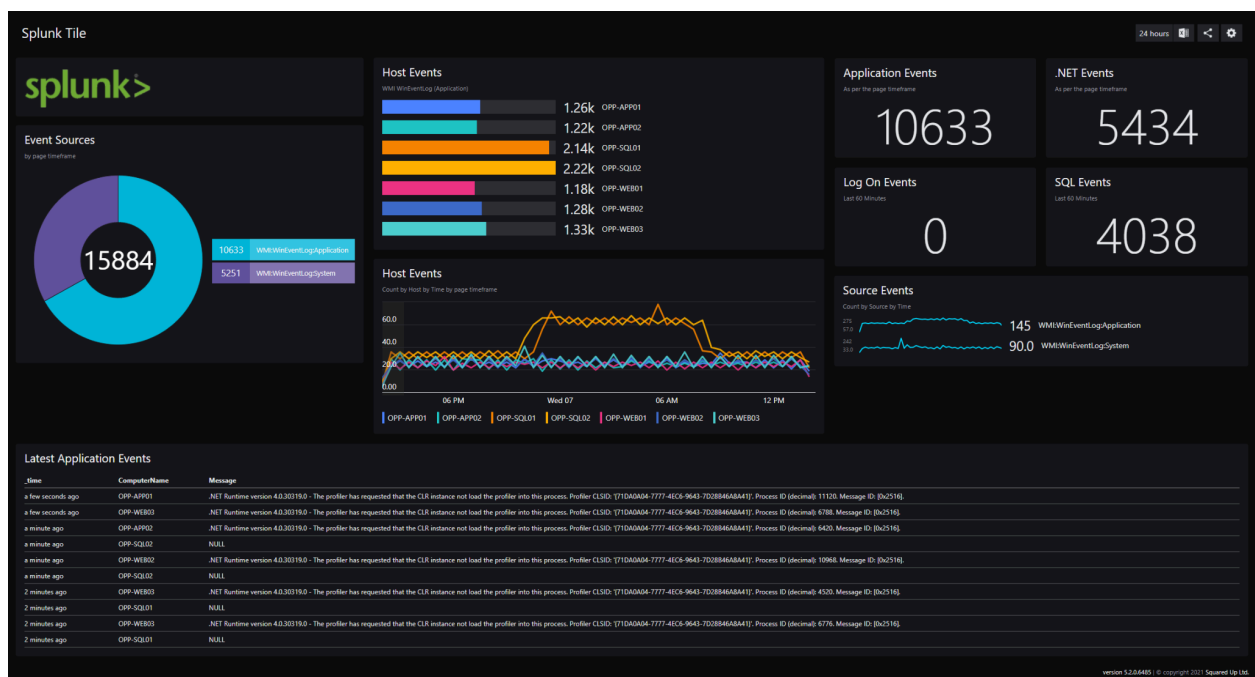 Splunk Tile
24 hours
splunk>
Event Sources
by page timeframe
15884
10633 WMI:WinEventLog:Application
5251 WMI:WinEventLog:System
Host Events
WMI WinEventLog (Application)
1.26k OPP-APP01
1.22k OPP-APP02
2.14k OPP-SQL01
2.22k OPP-SQL02
1.18k OPP-WEB01
1.28k OPP-WEB02
1.33k OPP-WEB03
Host Events
Count by Host by Time by page timeframe
60.0
40.0
20.0
0.00
06 PM Wed 07 06 AM 12 PM
OPP-APP01 OPP-APP02 OPP-SQL01 OPP-SQL02 OPP-WEB01 OPP-WEB02 OPP-WEB03
Application Events
As per the page timeframe
10633
.NET Events
As per the page timeframe
5434
Log On Events
Last 60 Minutes
0
SQL Events
Last 60 Minutes
4038
Source Events
Count by Source by Time
145 WMI:WinEventLog:Application
90.0 WMI:WinEventLog:System
Latest Application Events
_time ComputerName Message
a few seconds ago OPP-APP01 .NET Runtime version 4.0.30319.0 - The profiler has requested that the CLR instance not load the profiler into this process. Profiler CLSID: '{71DA0A04-7777-4EC6-9643-7D28B46A8A41}'. Process ID (decimal): 11120. Message ID: [0x2516].
a few seconds ago OPP-WEB03 .NET Runtime version 4.0.30319.0 - The profiler has requested that the CLR instance not load the profiler into this process. Profiler CLSID: '{71DA0A04-7777-4EC6-9643-7D28B46A8A41}'. Process ID (decimal): 6788. Message ID: [0x2516].
a minute ago OPP-APP02 .NET Runtime version 4.0.30319.0 - The profiler has requested that the CLR instance not load the profiler into this process. Profiler CLSID: '{71DA0A04-7777-4EC6-9643-7D28B46A8A41}'. Process ID (decimal): 6420. Message ID: [0x2516].
a minute ago OPP-SQL02 NULL
a minute ago OPP-WEB02 .NET Runtime version 4.0.30319.0 - The profiler has requested that the CLR instance not load the profiler into this process. Profiler CLSID: '{71DA0A04-7777-4EC6-9643-7D28B46A8A41}'. Process ID (decimal): 10968. Message ID: [0x2516].
a minute ago OPP-SQL02 NULL
2 minutes ago OPP-WEB03 .NET Runtime version 4.0.30319.0 - The profiler has requested that the CLR instance not load the profiler into this process. Profiler CLSID: '{71DA0A04-7777-4EC6-9643-7D28B46A8A41}'. Process ID (decimal): 4520. Message ID: [0x2516].
2 minutes ago OPP-SQL01 NULL
2 minutes ago OPP-WEB03 .NET Runtime version 4.0.30319.0 - The profiler has requested that the CLR instance not load the profiler into this process. Profiler CLSID: '{71DA0A04-7777-4EC6-9643-7D28B46A8A41}'. Process ID (decimal): 6776. Message ID: [0x2516].
2 minutes ago OPP-SQL01 NULL
version 5.2.0.6485 | © copyright 2021 Squared Up Ltd.